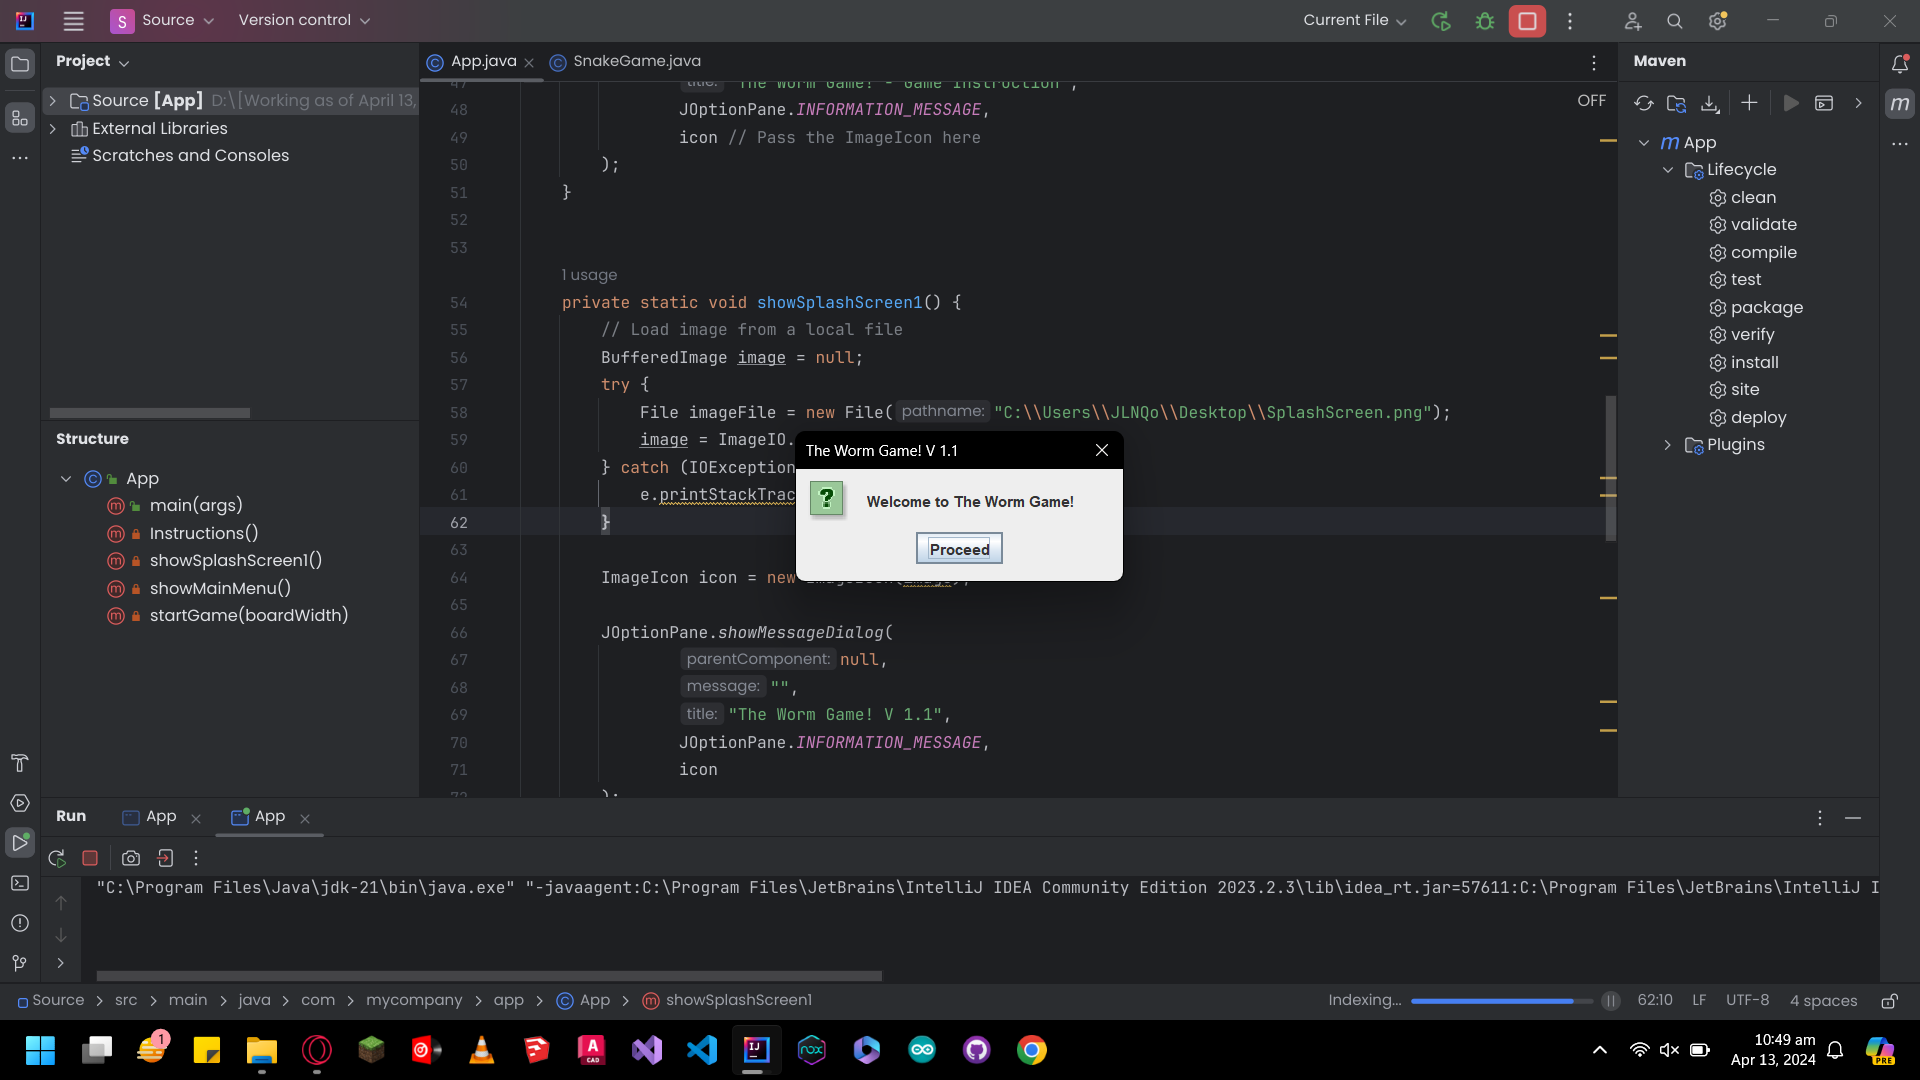 S Source Version control Current File
Project
Source [App] D:\[Working as of April 13,
External Libraries
Scratches and Consoles
Structure
App
main(args)
Instructions()
showSplashScreen1()
showMainMenu()
startGame(boardWidth)
App.java SnakeGame.java
OFF
47 title: "The Worm Game! - Game Instruction",
48 JOptionPane.INFORMATION_MESSAGE,
49 icon // Pass the ImageIcon here
50 );
51 }
52
53
1 usage
54 private static void showSplashScreen1() {
55 // Load image from a local file
56 BufferedImage image = null;
57 try {
58 File imageFile = new File( pathname: "C:\\Users\\JLNQo\\Desktop\\SplashScreen.png");
59 image = ImageIO.
60 } catch (IOException
61 e.printStackTrac
62 }
63
64 ImageIcon icon = new ImageIcon(image);
65
66 JOptionPane.showMessageDialog(
67 parentComponent: null,
68 message: "",
69 title: "The Worm Game! V 1.1",
70 JOptionPane.INFORMATION_MESSAGE,
71 icon
72 );
The Worm Game! V 1.1
? Welcome to The Worm Game!
Proceed
Maven
m
m App
Lifecycle
clean
validate
compile
test
package
verify
install
site
deploy
Plugins
Run App App
"C:\Program Files\Java\jdk-21\bin\java.exe" "-javaagent:C:\Program Files\JetBrains\IntelliJ IDEA Community Edition 2023.2.3\lib\idea_rt.jar=57611:C:\Program Files\JetBrains\IntelliJ I
Source > src > main > java > com > mycompany > app > App > showSplashScreen1 Indexing... 62:10 LF UTF-8 4 spaces
1
A CAD
IJ
nox
10:49 am
Apr 13, 2024
PRE